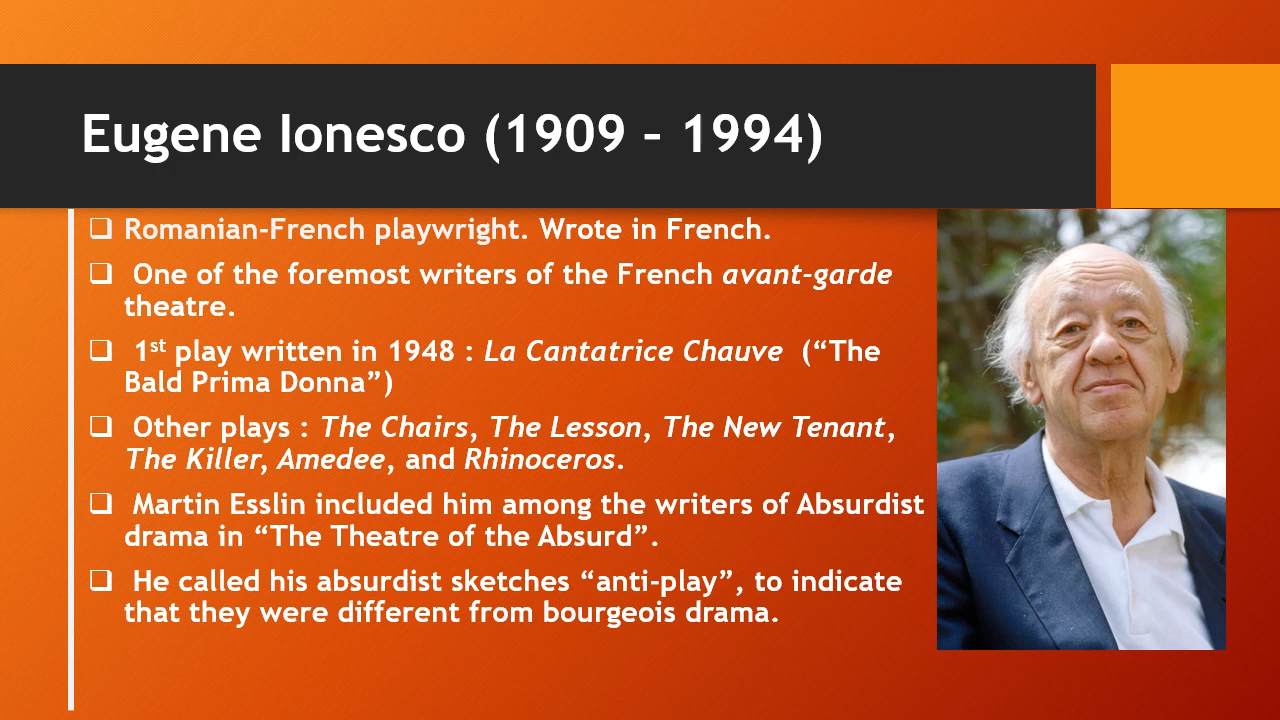 Eugene Ionesco (1909 – 1994)
❑ Romanian-French playwright. Wrote in French.
❑ One of the foremost writers of the French avant-garde
theatre.
❑ 1st play written in 1948 : La Cantatrice Chauve (“The
Bald Prima Donna”)
❑ Other plays : The Chairs, The Lesson, The New Tenant,
The Killer, Amedee, and Rhinoceros.
❑ Martin Esslin included him among the writers of Absurdist
drama in “The Theatre of the Absurd”.
❑ He called his absurdist sketches “anti-play”, to indicate
that they were different from bourgeois drama.